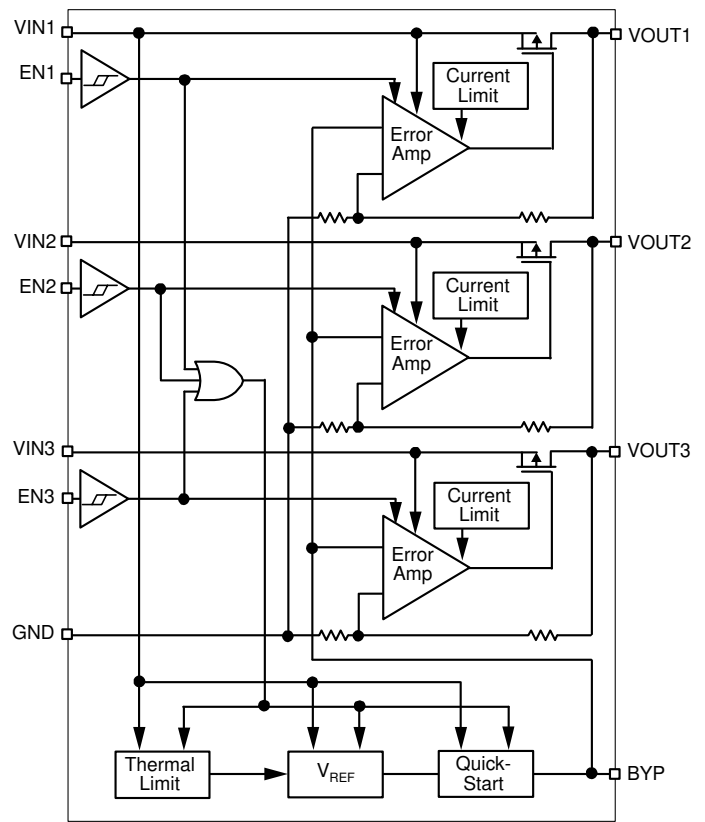 VIN1
VOUT1
EN1
Current
Limit
Error
Amp
VIN2
VOUT2
EN2
Current
Limit
Error
Amp
VIN3
VOUT3
EN3
Current
Limit
Error
Amp
GND
Thermal
Limit
VREF
Quick-
Start
BYP